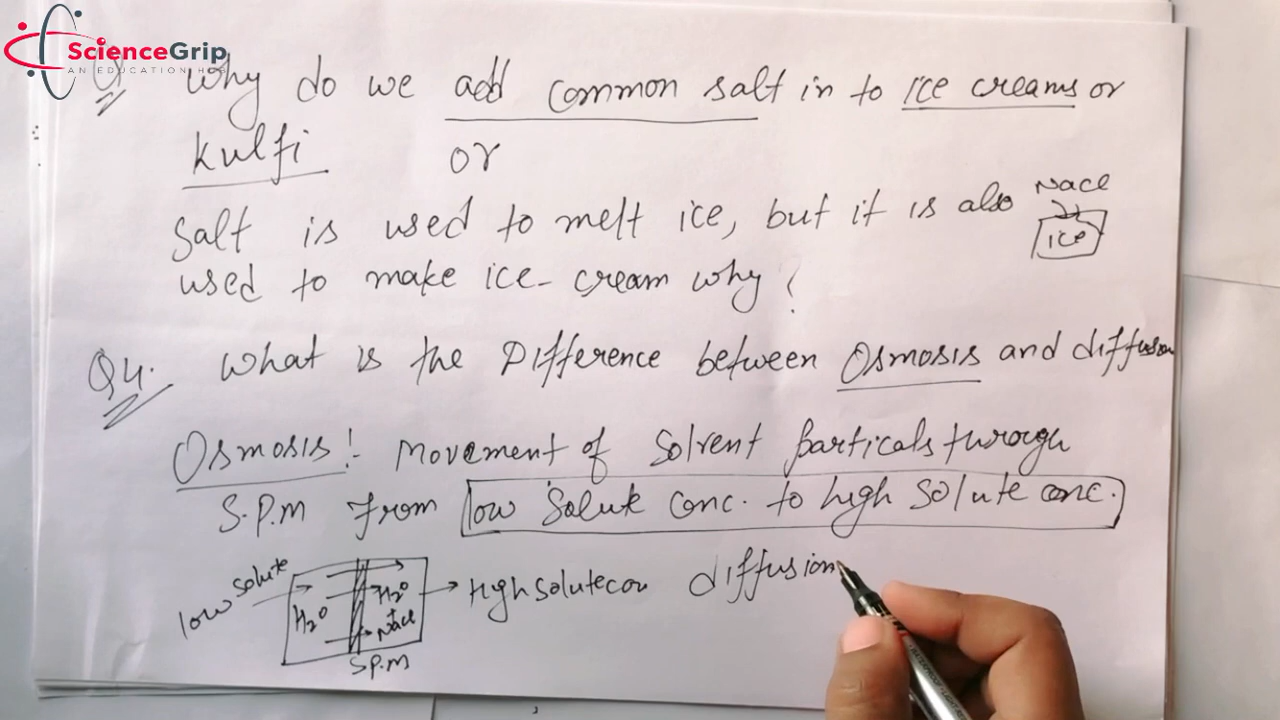 ScienceGrip
AN EDUCATION HUB
Q Why do we add common salt in to ice creams or
Kulfi or
Salt is used to melt ice, but it is also
used to make ice-cream why?
NaCl
ice
Q4. What is the Difference between Osmosis and diffusion
Osmosis:- Movement of Solvent particals through
S.P.M from low Solute conc. to high solute conc.
low solute
H2O
H2O
+
NaCl
S.P.M
High solute con diffusion